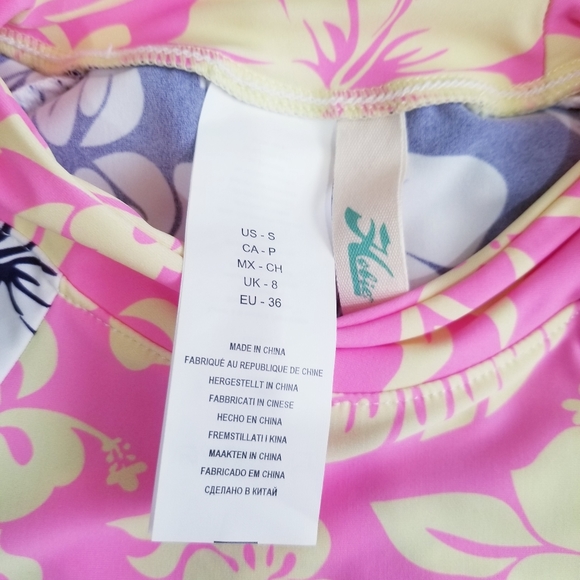 US - S
CA - P
MX - CH
UK - 8
EU - 36
MADE IN CHINA
FABRIQUÉ AU REPUBLIQUE DE CHINE
HERGESTELLT IN CHINA
FABBRICATI IN CINESE
HECHO EN CHINA
FREMSTILLATI I KINA
MAAKTEN IN CHINA
FABRICADO EM CHINA
СДЕЛАНО В КИТАЙ
Hobie